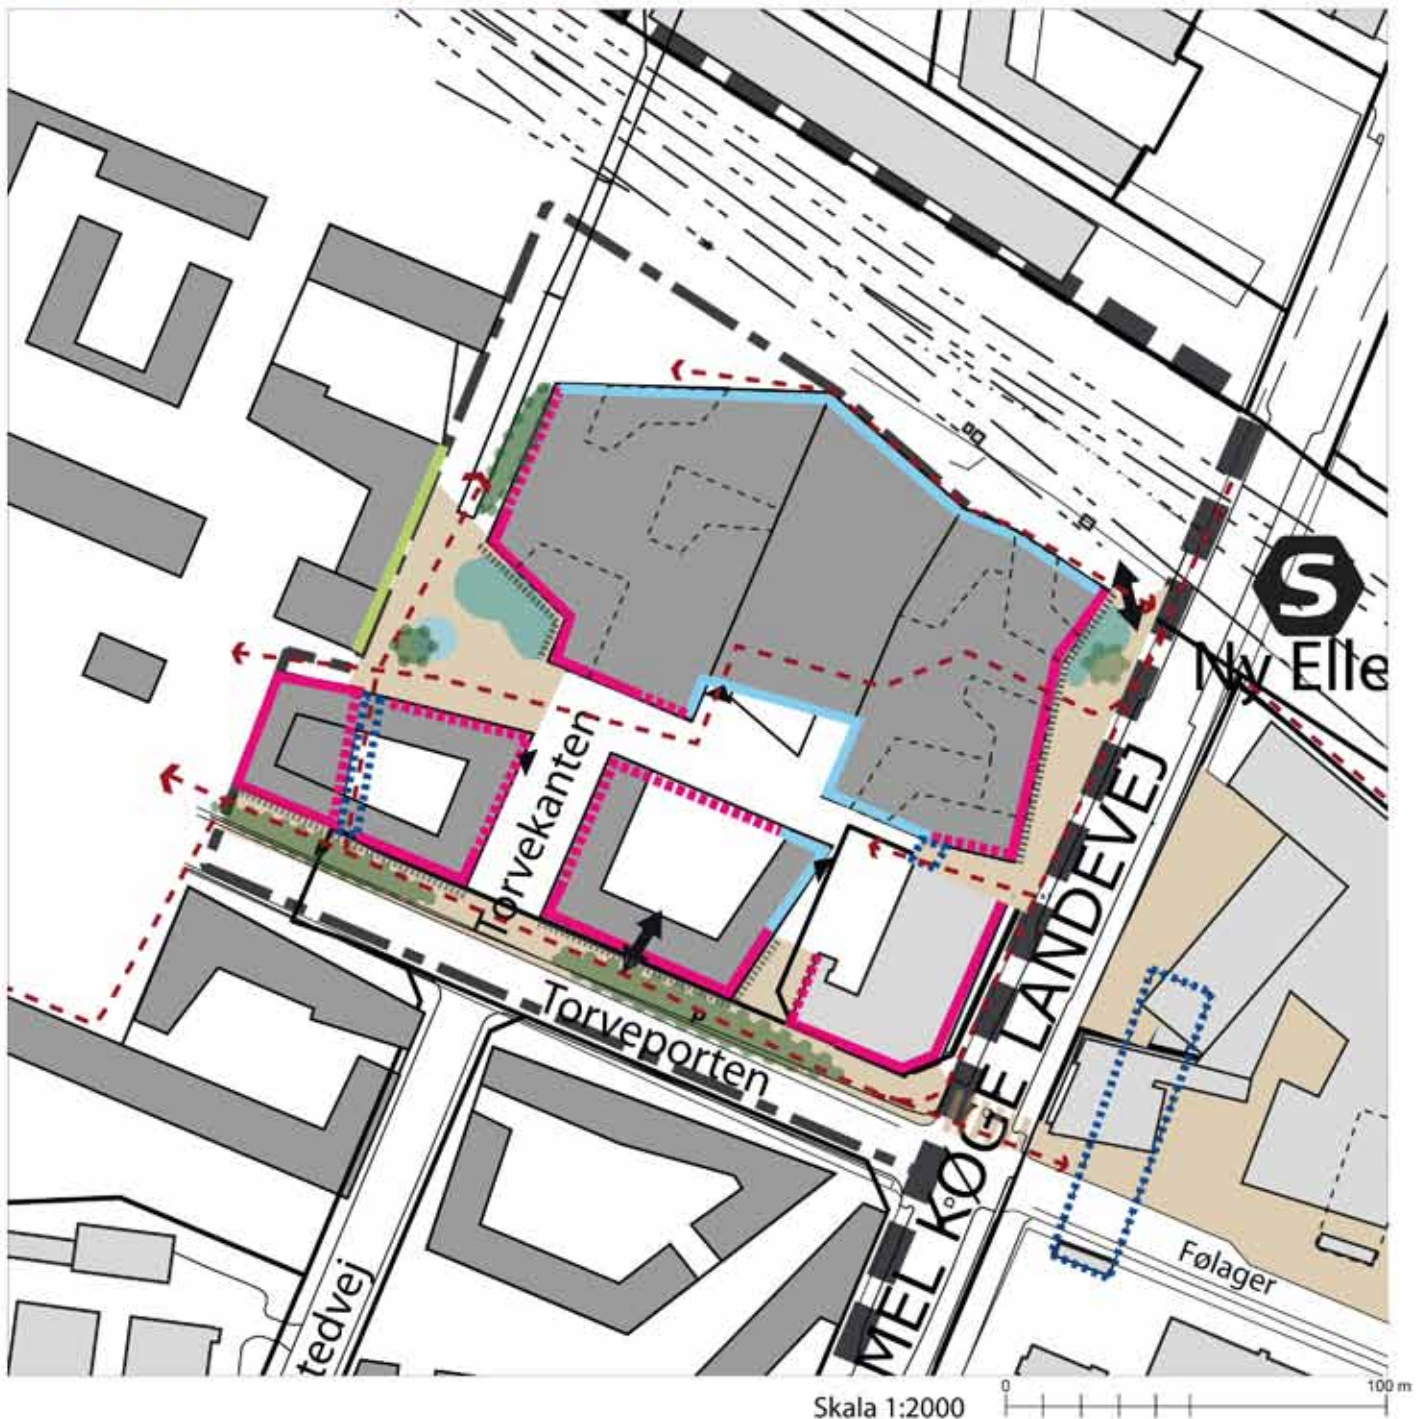 S
Ny Elle
Torvekanten
MEL KØGE LANDEVEJ
Torveporten
P
Følager
tedvej
0
100 m
Skala 1:2000